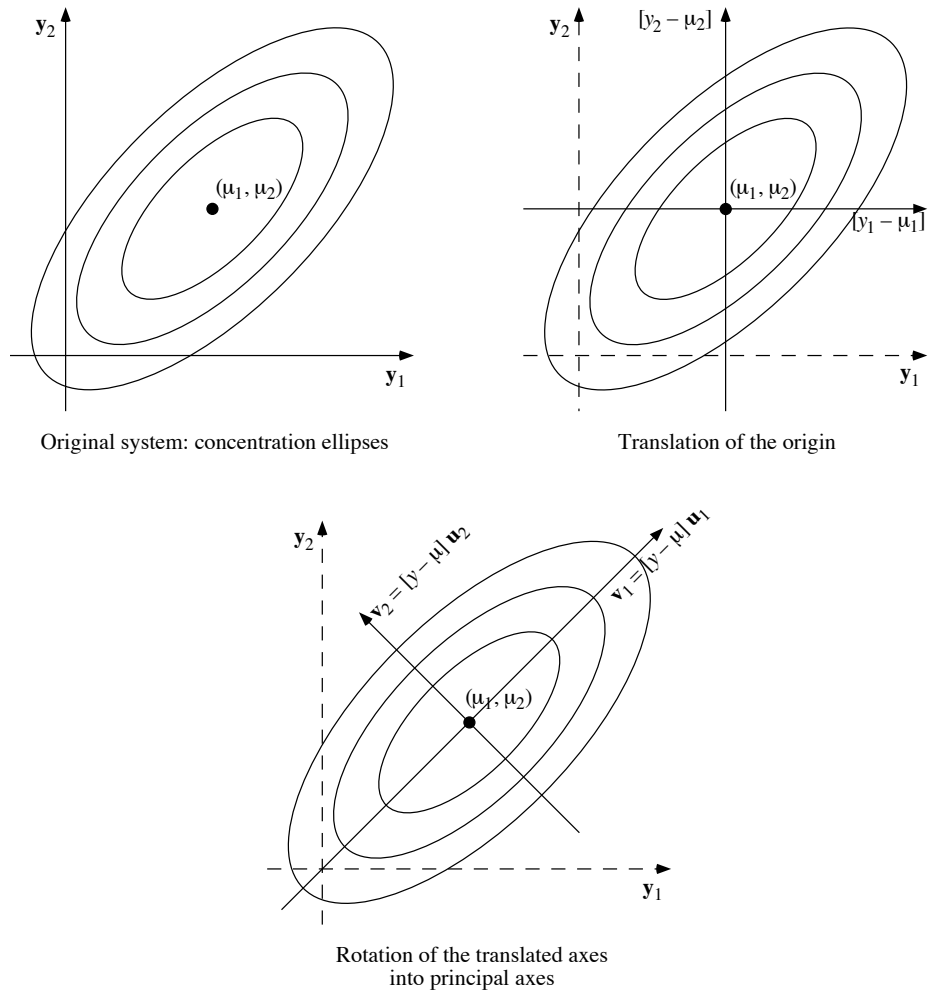 y₂
(μ₁, μ₂)
y₁
Original system: concentration ellipses
y₂
[y₂ – μ₂]
(μ₁, μ₂)
[y₁ – μ₁]
y₁
Translation of the origin
y₂
v₂ = [y – μ] u₂
v₁ = [y – μ] u₁
(μ₁, μ₂)
y₁
Rotation of the translated axes
into principal axes